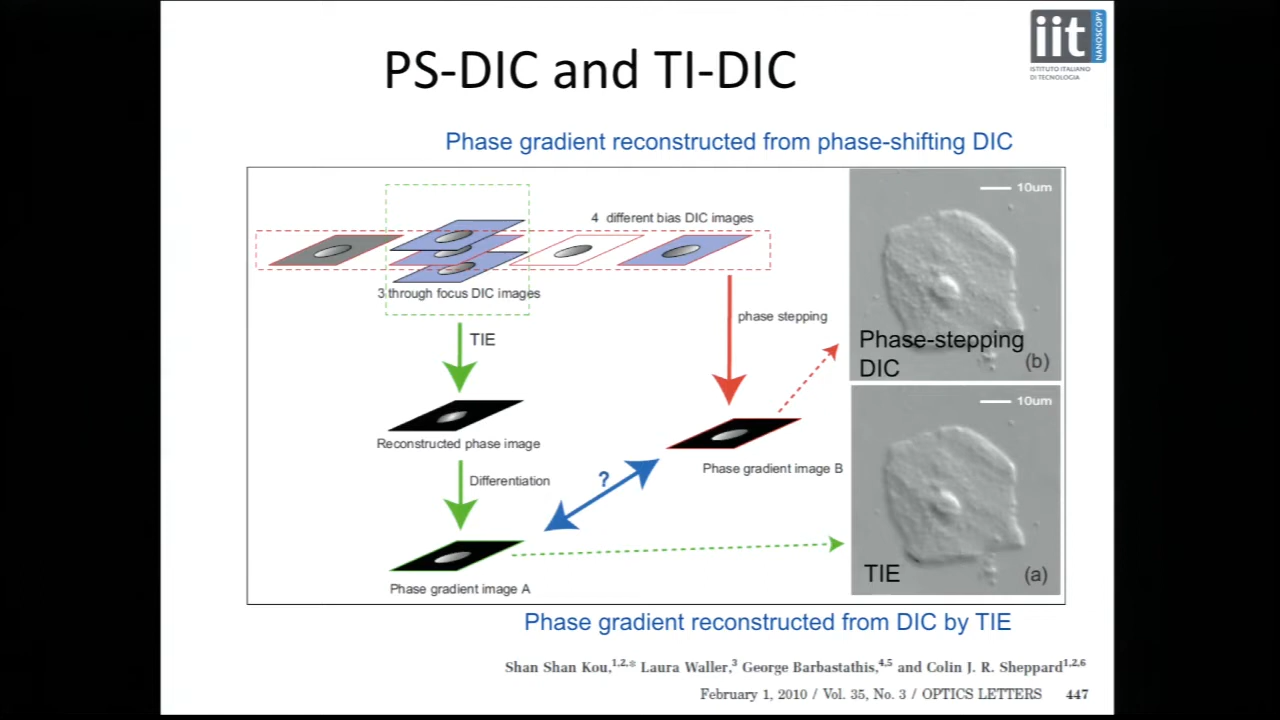 PS-DIC and TI-DIC
iit
NANOSCOPY
ISTITUTO ITALIANO
DI TECNOLOGIA
Phase gradient reconstructed from phase-shifting DIC
4 different bias DIC images
3 through focus DIC images
TIE
phase stepping
Reconstructed phase image
Differentiation
?
Phase gradient image B
Phase gradient image A
10um
Phase-stepping
DIC
(b)
10um
TIE
(a)
Phase gradient reconstructed from DIC by TIE
Shan Shan Kou,1,2,* Laura Waller,3 George Barbastathis,4,5 and Colin J. R. Sheppard1,2,6
February 1, 2010 / Vol. 35, No. 3 / OPTICS LETTERS 447